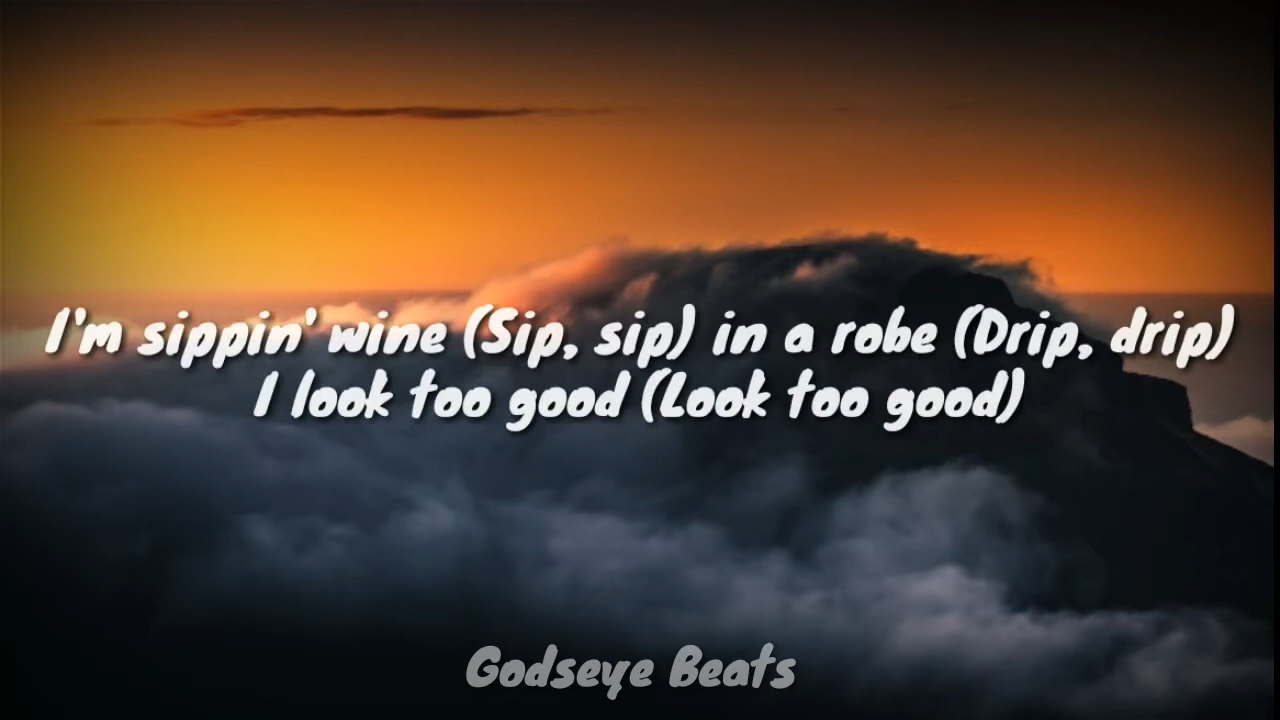 I'm sippin' wine (Sip, sip) in a robe (Drip, drip)
I look too good (Look too good)
Godseye Beats